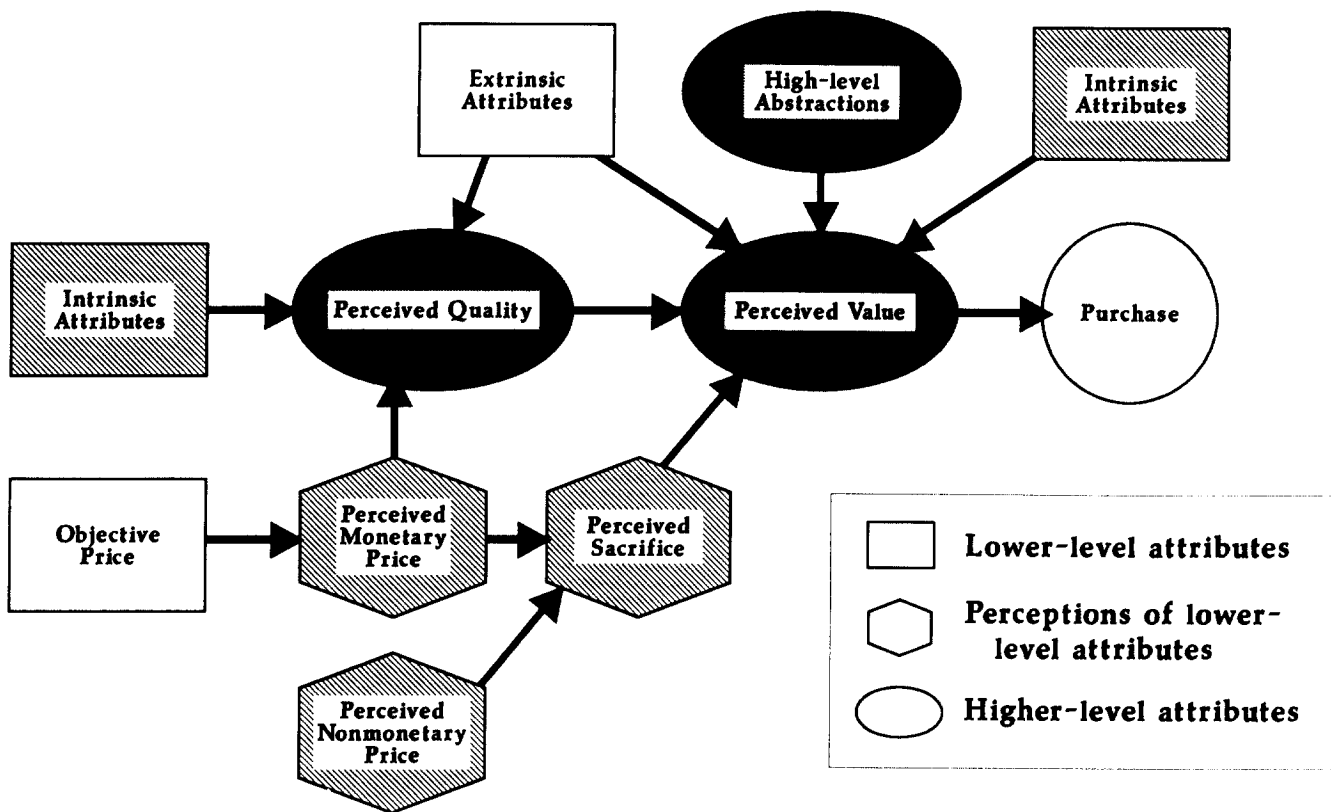 Extrinsic
Attributes
High-level
Abstractions
Intrinsic
Attributes
Intrinsic
Attributes
Perceived Quality
Perceived Value
Purchase
Objective
Price
Perceived
Monetary
Price
Perceived
Sacrifice
Perceived
Nonmonetary
Price
Lower-level attributes
Perceptions of lower-
level attributes
Higher-level attributes